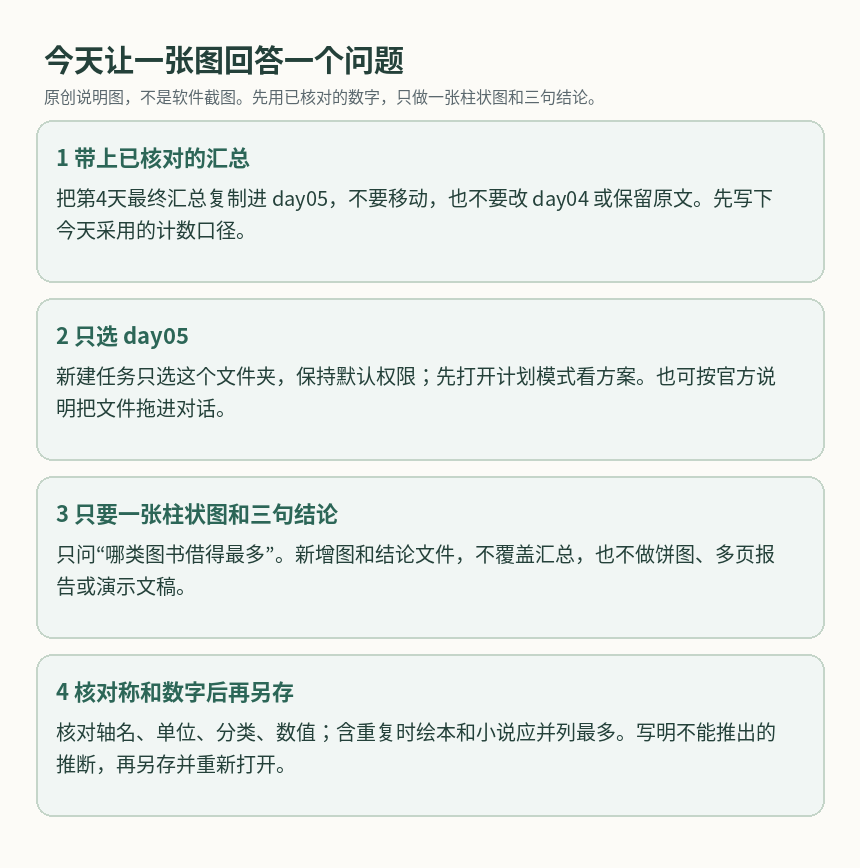 今天让一张图回答一个问题
原创说明图，不是软件截图。先用已核对的数字，只做一张柱状图和三句结论。
1 带上已核对的汇总
把第4天最终汇总复制进 day05，不要移动，也不要改 day04 或保留原文。先写下
今天采用的计数口径。
2 只选 day05
新建任务只选这个文件夹，保持默认权限；先打开计划模式看方案。也可按官方说
明把文件拖进对话。
3 只要一张柱状图和三句结论
只问“哪类图书借得最多”。新增图和结论文件，不覆盖汇总，也不做饼图、多页报
告或演示文稿。
4 核对称和数字后再另存
核对轴名、单位、分类、数值；含重复时绘本和小说应并列最多。写明不能推出的
推断，再另存并重新打开。